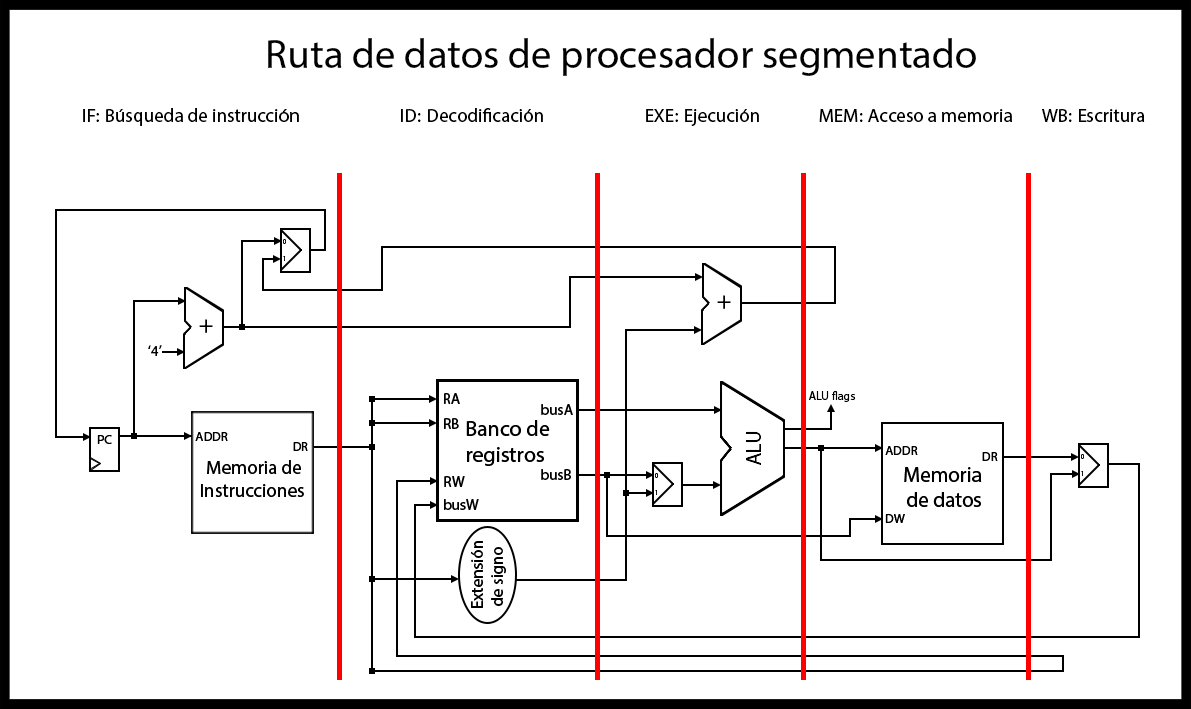 Ruta de datos de procesador segmentado
IF: Búsqueda de instrucción
ID: Decodificación
EXE: Ejecución
MEM: Acceso a memoria
WB: Escritura
0
1
+
'4'
PC
ADDR
DR
Memoria de
Instrucciones
RA
RB
busA
Banco de
registros
busB
RW
busW
Extensión
de signo
+
0
1
ALU
ALU flags
ADDR
DR
Memoria
de datos
DW
0
1